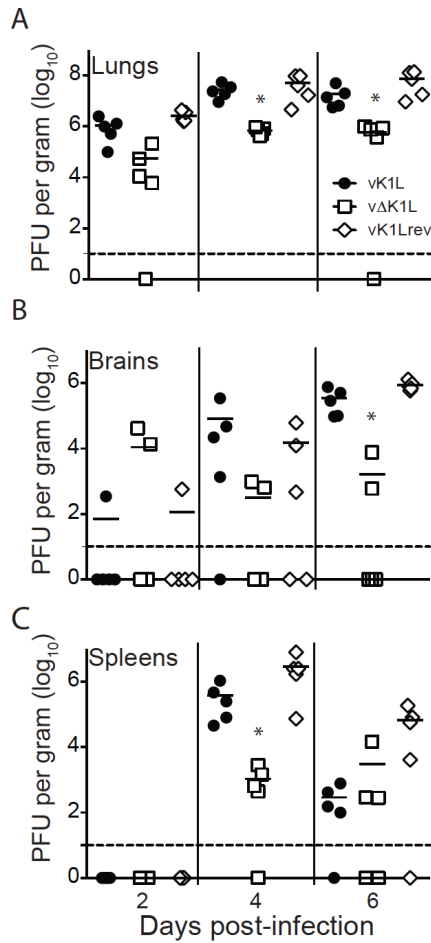 A
Lungs
PFU per gram (log10)
8
6
4
2
0
*
*
vK1L
vΔK1L
vK1Lrev
B
Brains
PFU per gram (log10)
6
4
2
0
*
C
Spleens
PFU per gram (log10)
6
4
2
0
*
2 4 6
Days post-infection